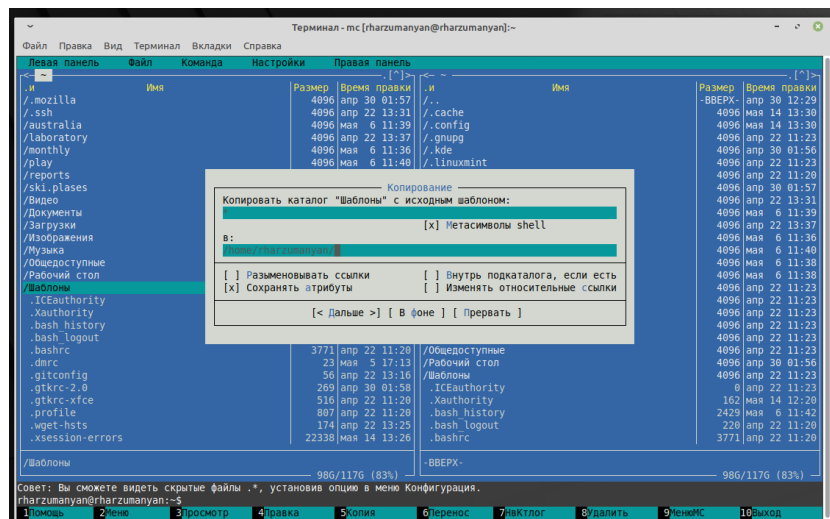 Терминал - mc [rharzumanyan@rharzumanyan]:~
Файл Правка Вид Терминал Вкладки Справка
Левая панель Файл Команда Настройки Правая панель
<- ~ .[^]> <- ~ .[^]>
.и Имя Размер Время правки .и Имя Размер Время правки
/.mozilla 4096 апр 30 01:57 /.. -ВВЕРХ- апр 30 12:29
/.ssh 4096 апр 22 13:31 /.cache 4096 мая 14 13:30
/australia 4096 мая 6 11:39 /.config 4096 мая 14 13:30
/laboratory 4096 апр 22 13:37 /.gnupg 4096 апр 22 11:23
/monthly 4096 мая 6 11:36 /.kde 4096 апр 30 01:56
/play 4096 мая 6 11:40 /.linuxmint 4096 апр 22 11:23
/reports 4096 апр 22 11:20
/ski.plases 4096 апр 30 01:57
/Видео Копирование 4096 апр 22 13:31
/Документы Копировать каталог "Шаблоны" с исходным шаблоном: 4096 мая 6 11:39
/Загрузки * 4096 апр 22 13:37
/Изображения [x] Метасимволы shell 4096 мая 6 11:36
/Музыка в: 4096 мая 6 11:40
/Общедоступные /home/rharzumanyan/ 4096 мая 6 11:38
/Рабочий стол [ ] Разыменовывать ссылки [ ] Внутрь подкаталога, если есть 4096 мая 6 11:38
/Шаблоны [x] Сохранять атрибуты [ ] Изменять относительные ссылки 4096 апр 22 11:23
.ICEauthority 4096 апр 22 11:23
.Xauthority [< Дальше >] [ В фоне ] [ Прервать ] 4096 апр 22 11:23
.bash_history 4096 апр 22 11:23
.bash_logout 4096 апр 22 11:23
.bashrc 3771 апр 22 11:20 /Общедоступные 4096 апр 22 11:23
.dmrc 23 мая 5 17:13 /Рабочий стол 4096 апр 30 01:56
.gitconfig 56 апр 22 13:16 /Шаблоны 4096 апр 22 11:23
.gtkrc-2.0 269 апр 30 01:58 .ICEauthority 0 апр 22 11:23
.gtkrc-xfce 516 апр 22 11:20 .Xauthority 162 мая 14 12:20
.profile 807 апр 22 11:20 .bash_history 2429 мая 6 11:42
.wget-hsts 174 апр 22 13:25 .bash_logout 220 апр 22 11:20
.xsession-errors 22338 мая 14 13:26 .bashrc 3771 апр 22 11:20
/Шаблоны -ВВЕРХ-
98G/117G (83%) 98G/117G (83%)
Совет: Вы сможете видеть скрытые файлы .*, установив опцию в меню Конфигурация.
rharzumanyan@rharzumanyan:~$
1Помощь 2Меню 3Просмотр 4Правка 5Копия 6Перенос 7НвКтлог 8Удалить 9МенюМС 10Выход